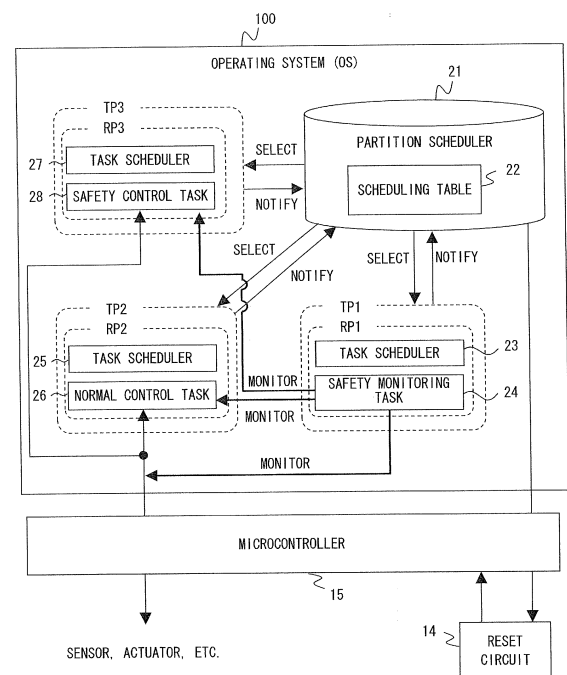 100
OPERATING SYSTEM (OS)
21
TP3
RP3
27
TASK SCHEDULER
28
SAFETY CONTROL TASK
SELECT
NOTIFY
PARTITION SCHEDULER
SCHEDULING TABLE
22
SELECT
NOTIFY
SELECT
NOTIFY
TP2
RP2
25
TASK SCHEDULER
26
NORMAL CONTROL TASK
TP1
RP1
TASK SCHEDULER
23
SAFETY MONITORING
TASK
24
MONITOR
MONITOR
MONITOR
MICROCONTROLLER
15
SENSOR, ACTUATOR, ETC.
14
RESET
CIRCUIT